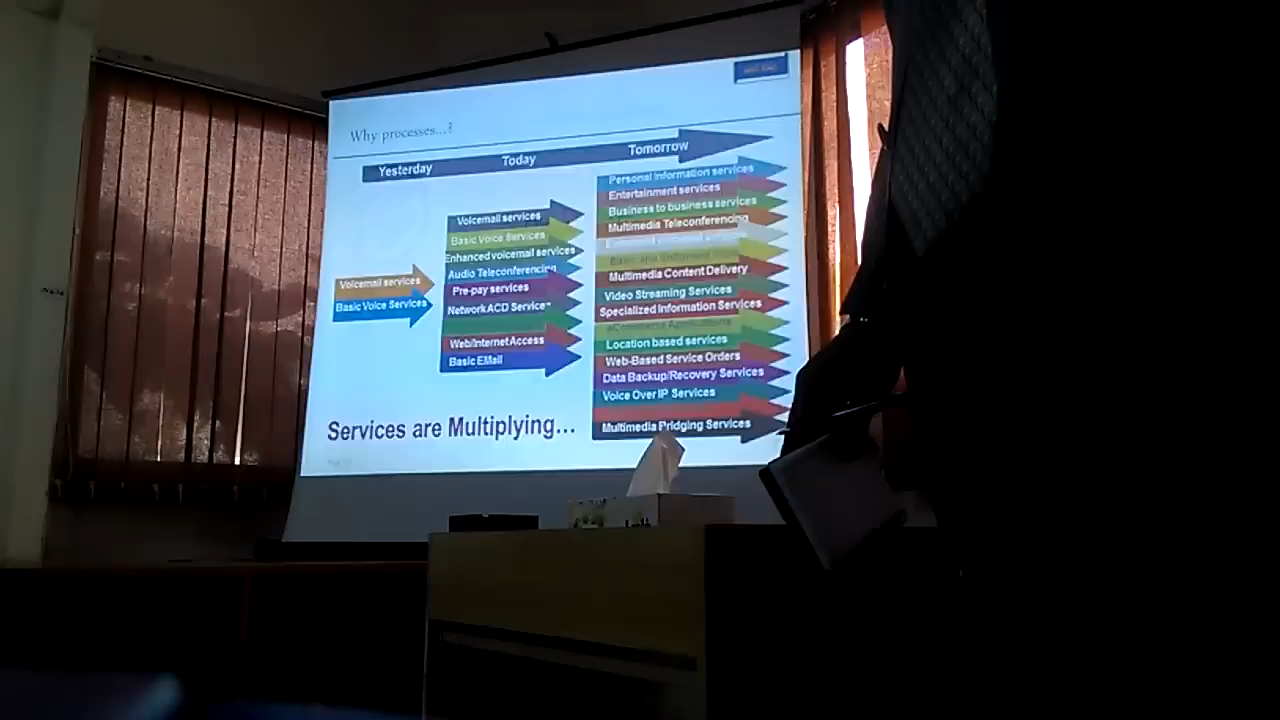 Why processes...?
Yesterday
Today
Tomorrow
Voicemail services
Basic Voice Services
Voicemail services
Basic Voice Services
Enhanced voicemail services
Audio Teleconferencing
Pre-pay services
NetworkACD Services
Web/Internet Access
Basic EMail
Personal Information services
Entertainment services
Business to business services
Multimedia Teleconferencing
Multimedia Content Delivery
Video Streaming Services
Specialized Information Services
eCommerce Applications
Location based services
Web-Based Service Orders
Data Backup/Recovery Services
Voice Over IP Services
Multimedia Bridging Services
Services are Multiplying...